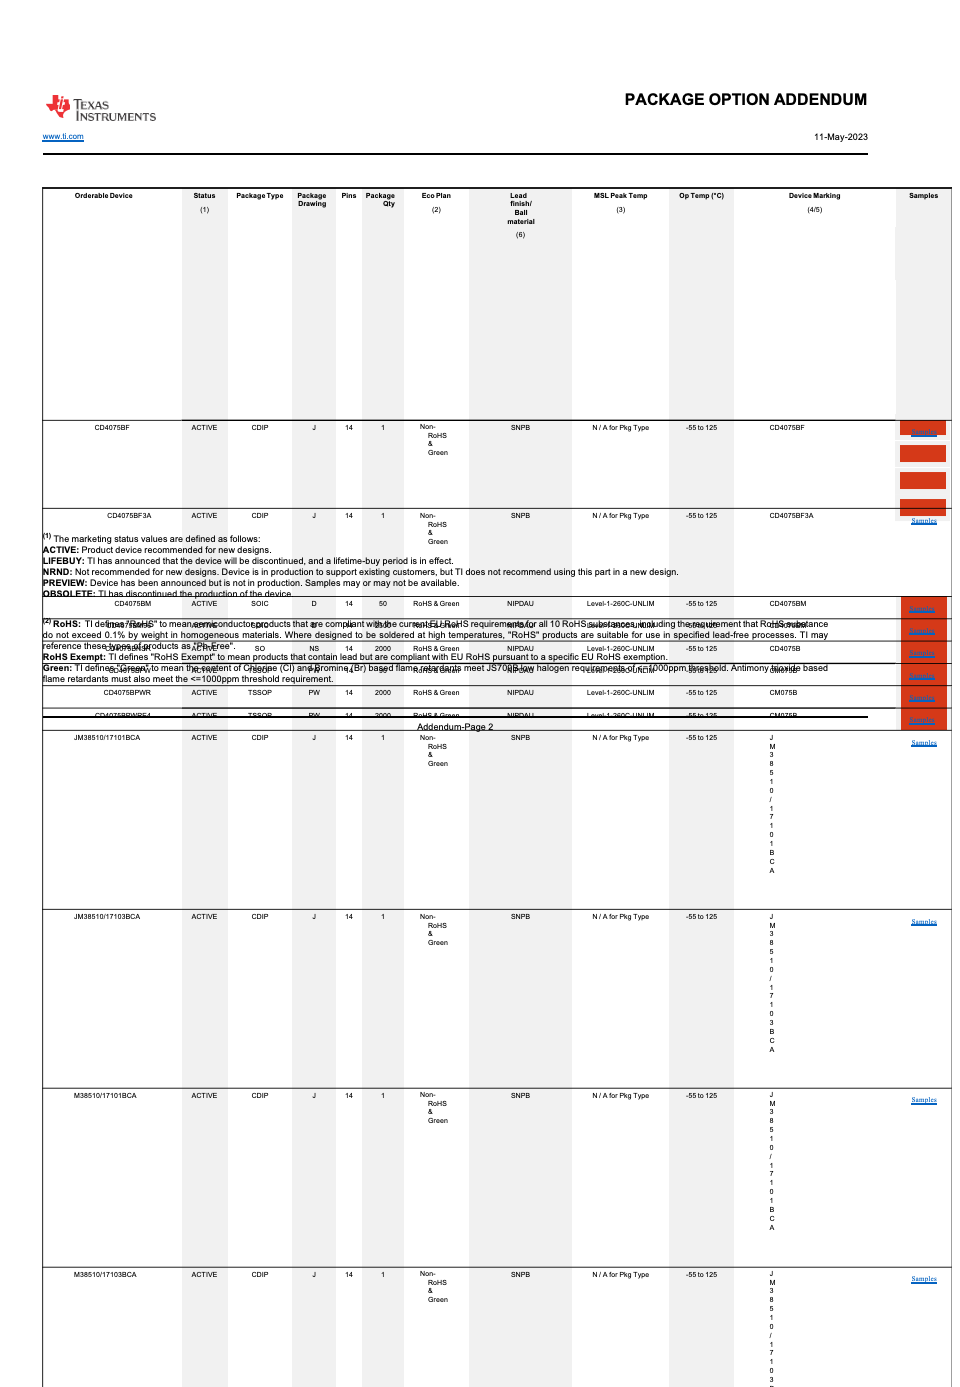 TEXAS
INSTRUMENTS
PACKAGE OPTION ADDENDUM
www.ti.com
11-May-2023
Orderable Device Status (1) Package Type Package Drawing Pins Package Qty Eco Plan (2) Lead finish/ Ball material (6) MSL Peak Temp (3) Op Temp (°C) Device Marking (4/5) Samples
CD4075BF ACTIVE CDIP J 14 1 Non-RoHS & Green SNPB N / A for Pkg Type -55 to 125 CD4075BF Samples
CD4075BF3A ACTIVE CDIP J 14 1 Non-RoHS & Green SNPB N / A for Pkg Type -55 to 125 CD4075BF3A Samples
(1) The marketing status values are defined as follows:
ACTIVE: Product device recommended for new designs.
LIFEBUY: TI has announced that the device will be discontinued, and a lifetime-buy period is in effect.
NRND: Not recommended for new designs. Device is in production to support existing customers, but TI does not recommend using this part in a new design.
PREVIEW: Device has been announced but is not in production. Samples may or may not be available.
OBSOLETE: TI has discontinued the production of the device
CD4075BM ACTIVE SOIC D 14 50 RoHS & Green NIPDAU Level-1-260C-UNLIM -55 to 125 CD4075BM Samples
(2) RoHS: TI defines "RoHS" to mean semiconductor products that are compliant with the current EU RoHS requirements for all 10 RoHS substances, including the requirement that RoHS substance
do not exceed 0.1% by weight in homogeneous materials. Where designed to be soldered at high temperatures, "RoHS" products are suitable for use in specified lead-free processes. TI may
reference these types of products as "Pb-Free".
RoHS Exempt: TI defines "RoHS Exempt" to mean products that contain lead but are compliant with EU RoHS pursuant to a specific EU RoHS exemption.
Green: TI defines "Green" to mean the content of Chlorine (Cl) and Bromine (Br) based flame retardants meet JS709B low halogen requirements of <=1000ppm threshold. Antimony trioxide based
flame retardants must also meet the <=1000ppm threshold requirement.
CD4075BPWR ACTIVE TSSOP PW 14 2000 RoHS & Green NIPDAU Level-1-260C-UNLIM -55 to 125 CM075B Samples
CD4075BPWRE4 ACTIVE TSSOP PW 14 2000 RoHS & Green NIPDAU Level-1-260C-UNLIM -55 to 125 CM075B Samples
Addendum-Page 2
JM38510/17101BCA ACTIVE CDIP J 14 1 Non-RoHS & Green SNPB N / A for Pkg Type -55 to 125 JM38510/17101BCA Samples
JM38510/17103BCA ACTIVE CDIP J 14 1 Non-RoHS & Green SNPB N / A for Pkg Type -55 to 125 JM38510/17103BCA Samples
M38510/17101BCA ACTIVE CDIP J 14 1 Non-RoHS & Green SNPB N / A for Pkg Type -55 to 125 JM38510/17101BCA Samples
M38510/17103BCA ACTIVE CDIP J 14 1 Non-RoHS & Green SNPB N / A for Pkg Type -55 to 125 JM38510/17103 Samples